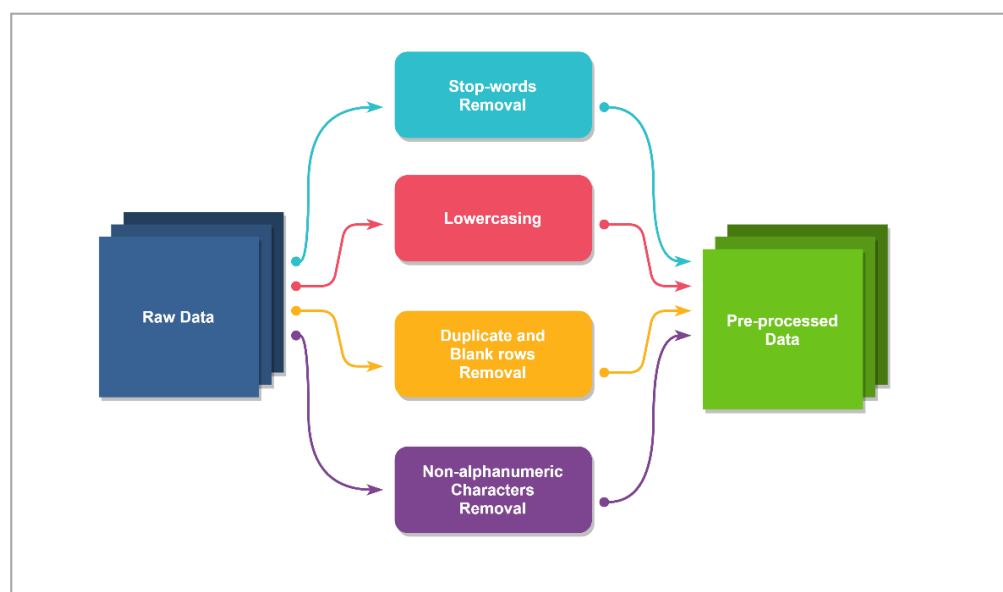 Stop-words
Removal
Lowercasing
Raw Data
Duplicate and
Blank rows
Removal
Pre-processed
Data
Non-alphanumeric
Characters
Removal